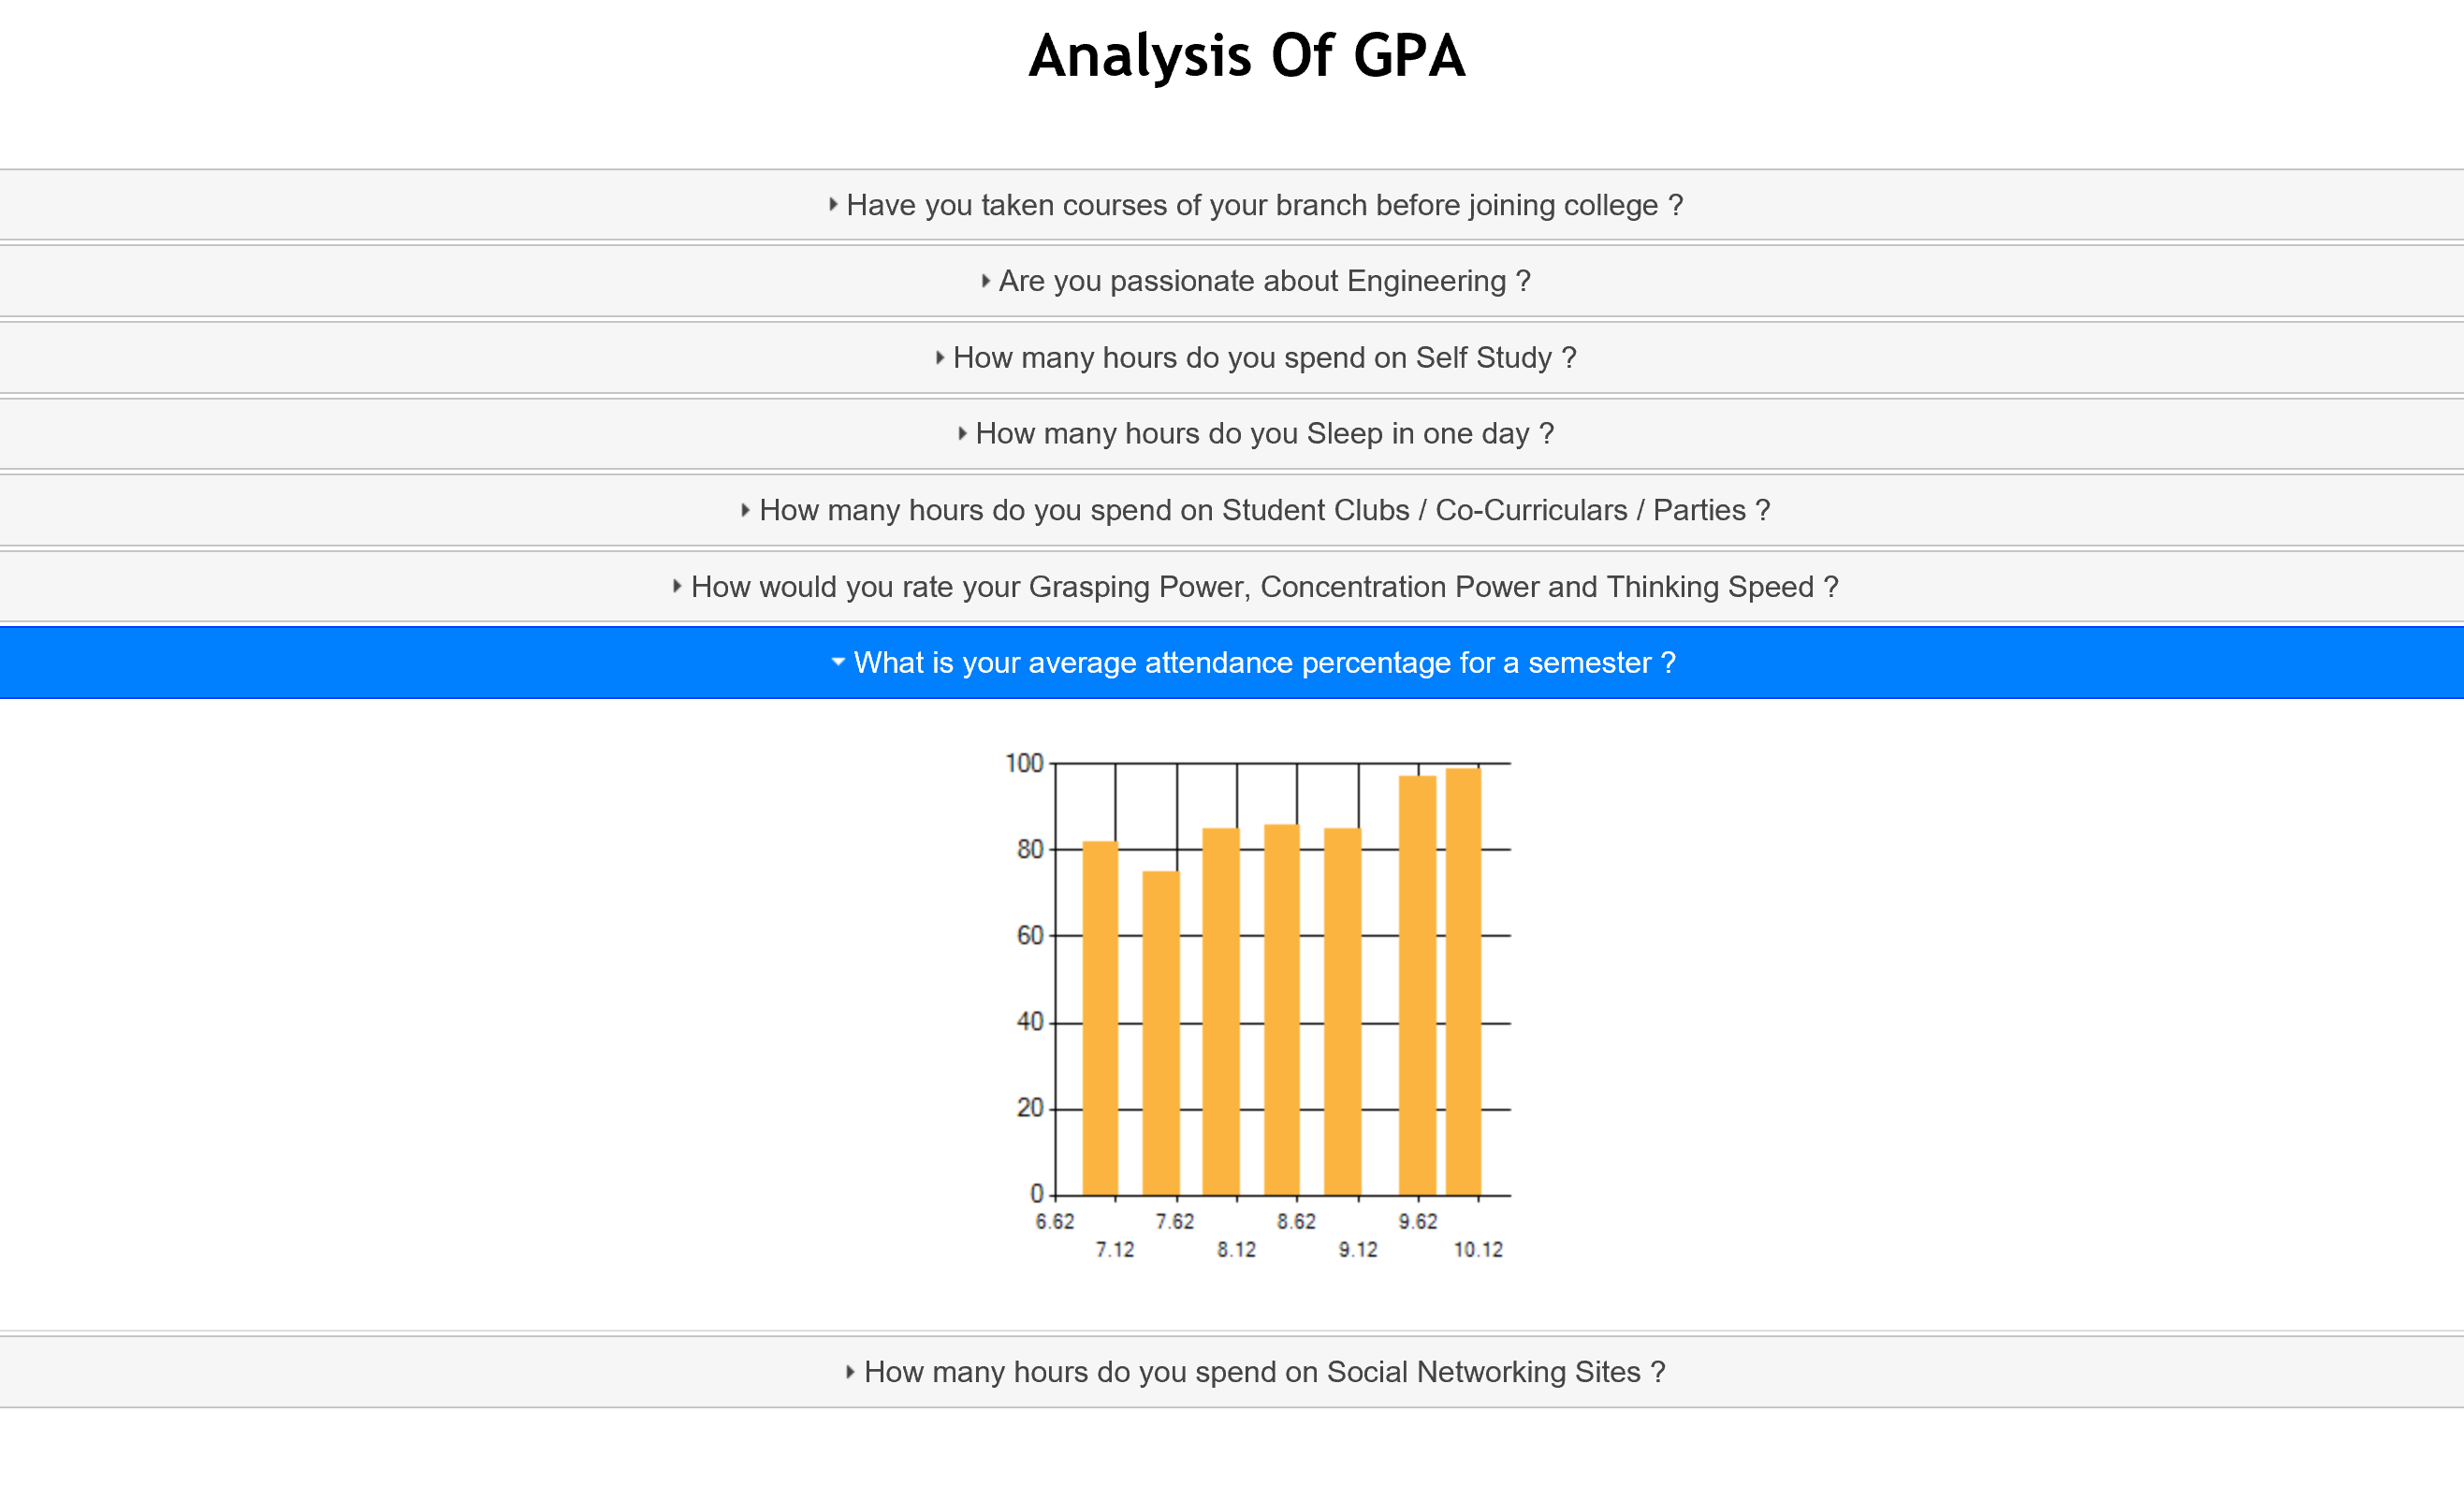 Analysis Of GPA
Have you taken courses of your branch before joining college ?
Are you passionate about Engineering ?
How many hours do you spend on Self Study ?
How many hours do you Sleep in one day ?
How many hours do you spend on Student Clubs / Co-Curriculars / Parties ?
How would you rate your Grasping Power, Concentration Power and Thinking Speed ?
What is your average attendance percentage for a semester ?
100
80
60
40
20
0
6.62 7.62 8.62 9.62
7.12 8.12 9.12 10.12
How many hours do you spend on Social Networking Sites ?